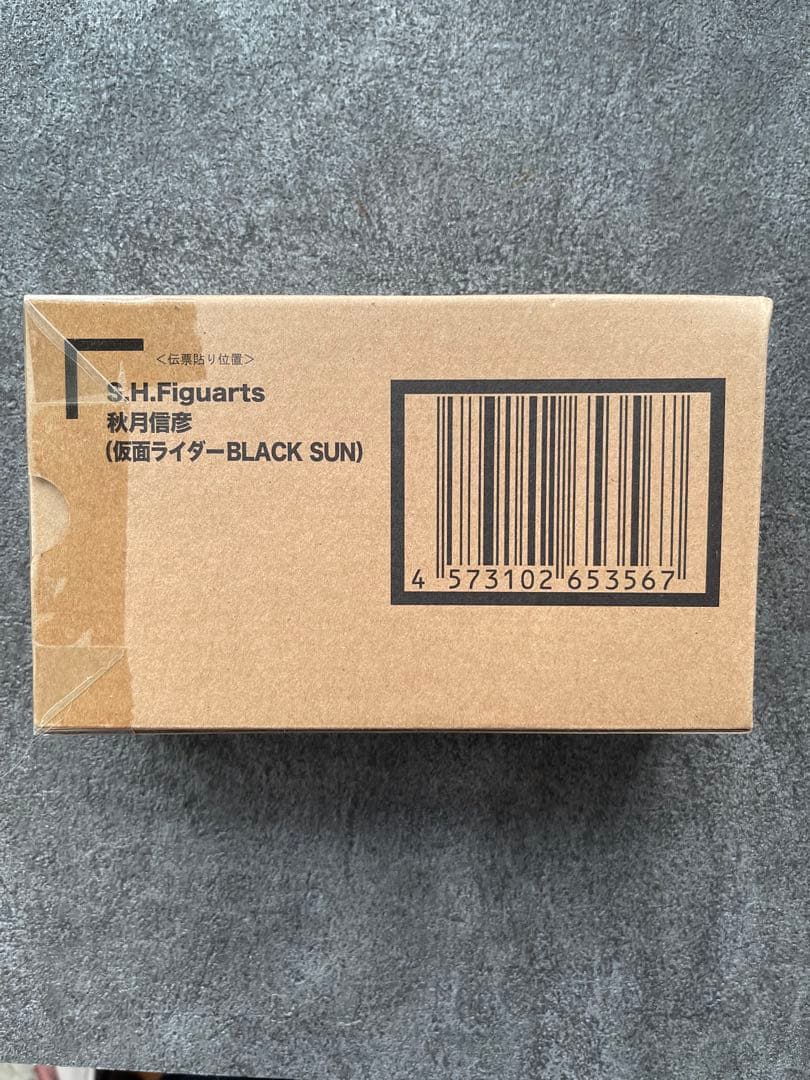 <伝票貼り位置>
S.H.Figuarts
秋月信彦
(仮面ライダーBLACK SUN)
4 573102 653567